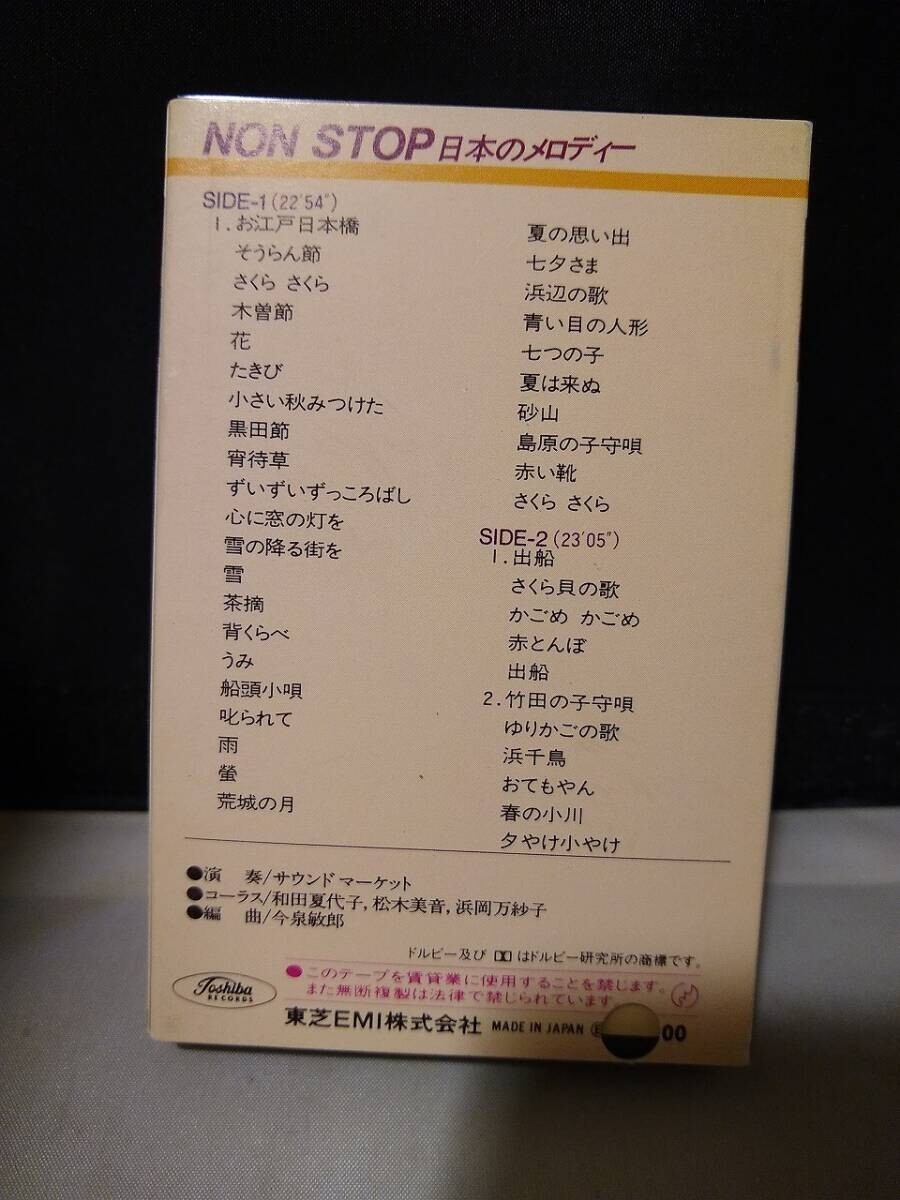 NON STOP 日本のメロディー
SIDE-1 (22'54")
1. お江戸日本橋
そうらん節
さくら さくら
木曽節
花
たきび
小さい秋みつけた
黒田節
宵待草
ずいずいずっころばし
心に窓の灯を
雪の降る街を
雪
茶摘
背くらべ
うみ
船頭小唄
叱られて
雨
螢
荒城の月
夏の思い出
七夕さま
浜辺の歌
青い目の人形
七つの子
夏は来ぬ
砂山
島原の子守唄
赤い靴
さくら さくら
SIDE-2 (23'05")
1. 出船
さくら貝の歌
かごめ かごめ
赤とんぼ
出船
2. 竹田の子守唄
ゆりかごの歌
浜千鳥
おてもやん
春の小川
夕やけ小やけ
●演 奏/サウンド マーケット
●コーラス/和田夏代子, 松木美音, 浜岡万紗子
●編 曲/今泉敏郎
ドルビー及び はドルビー研究所の商標です。
●このテープを賃貸業に使用することを禁じます。
また無断複製は法律で禁じられています。
Toshiba
RECORDS
東芝EMI株式会社 MADE IN JAPAN Ⓔ 00